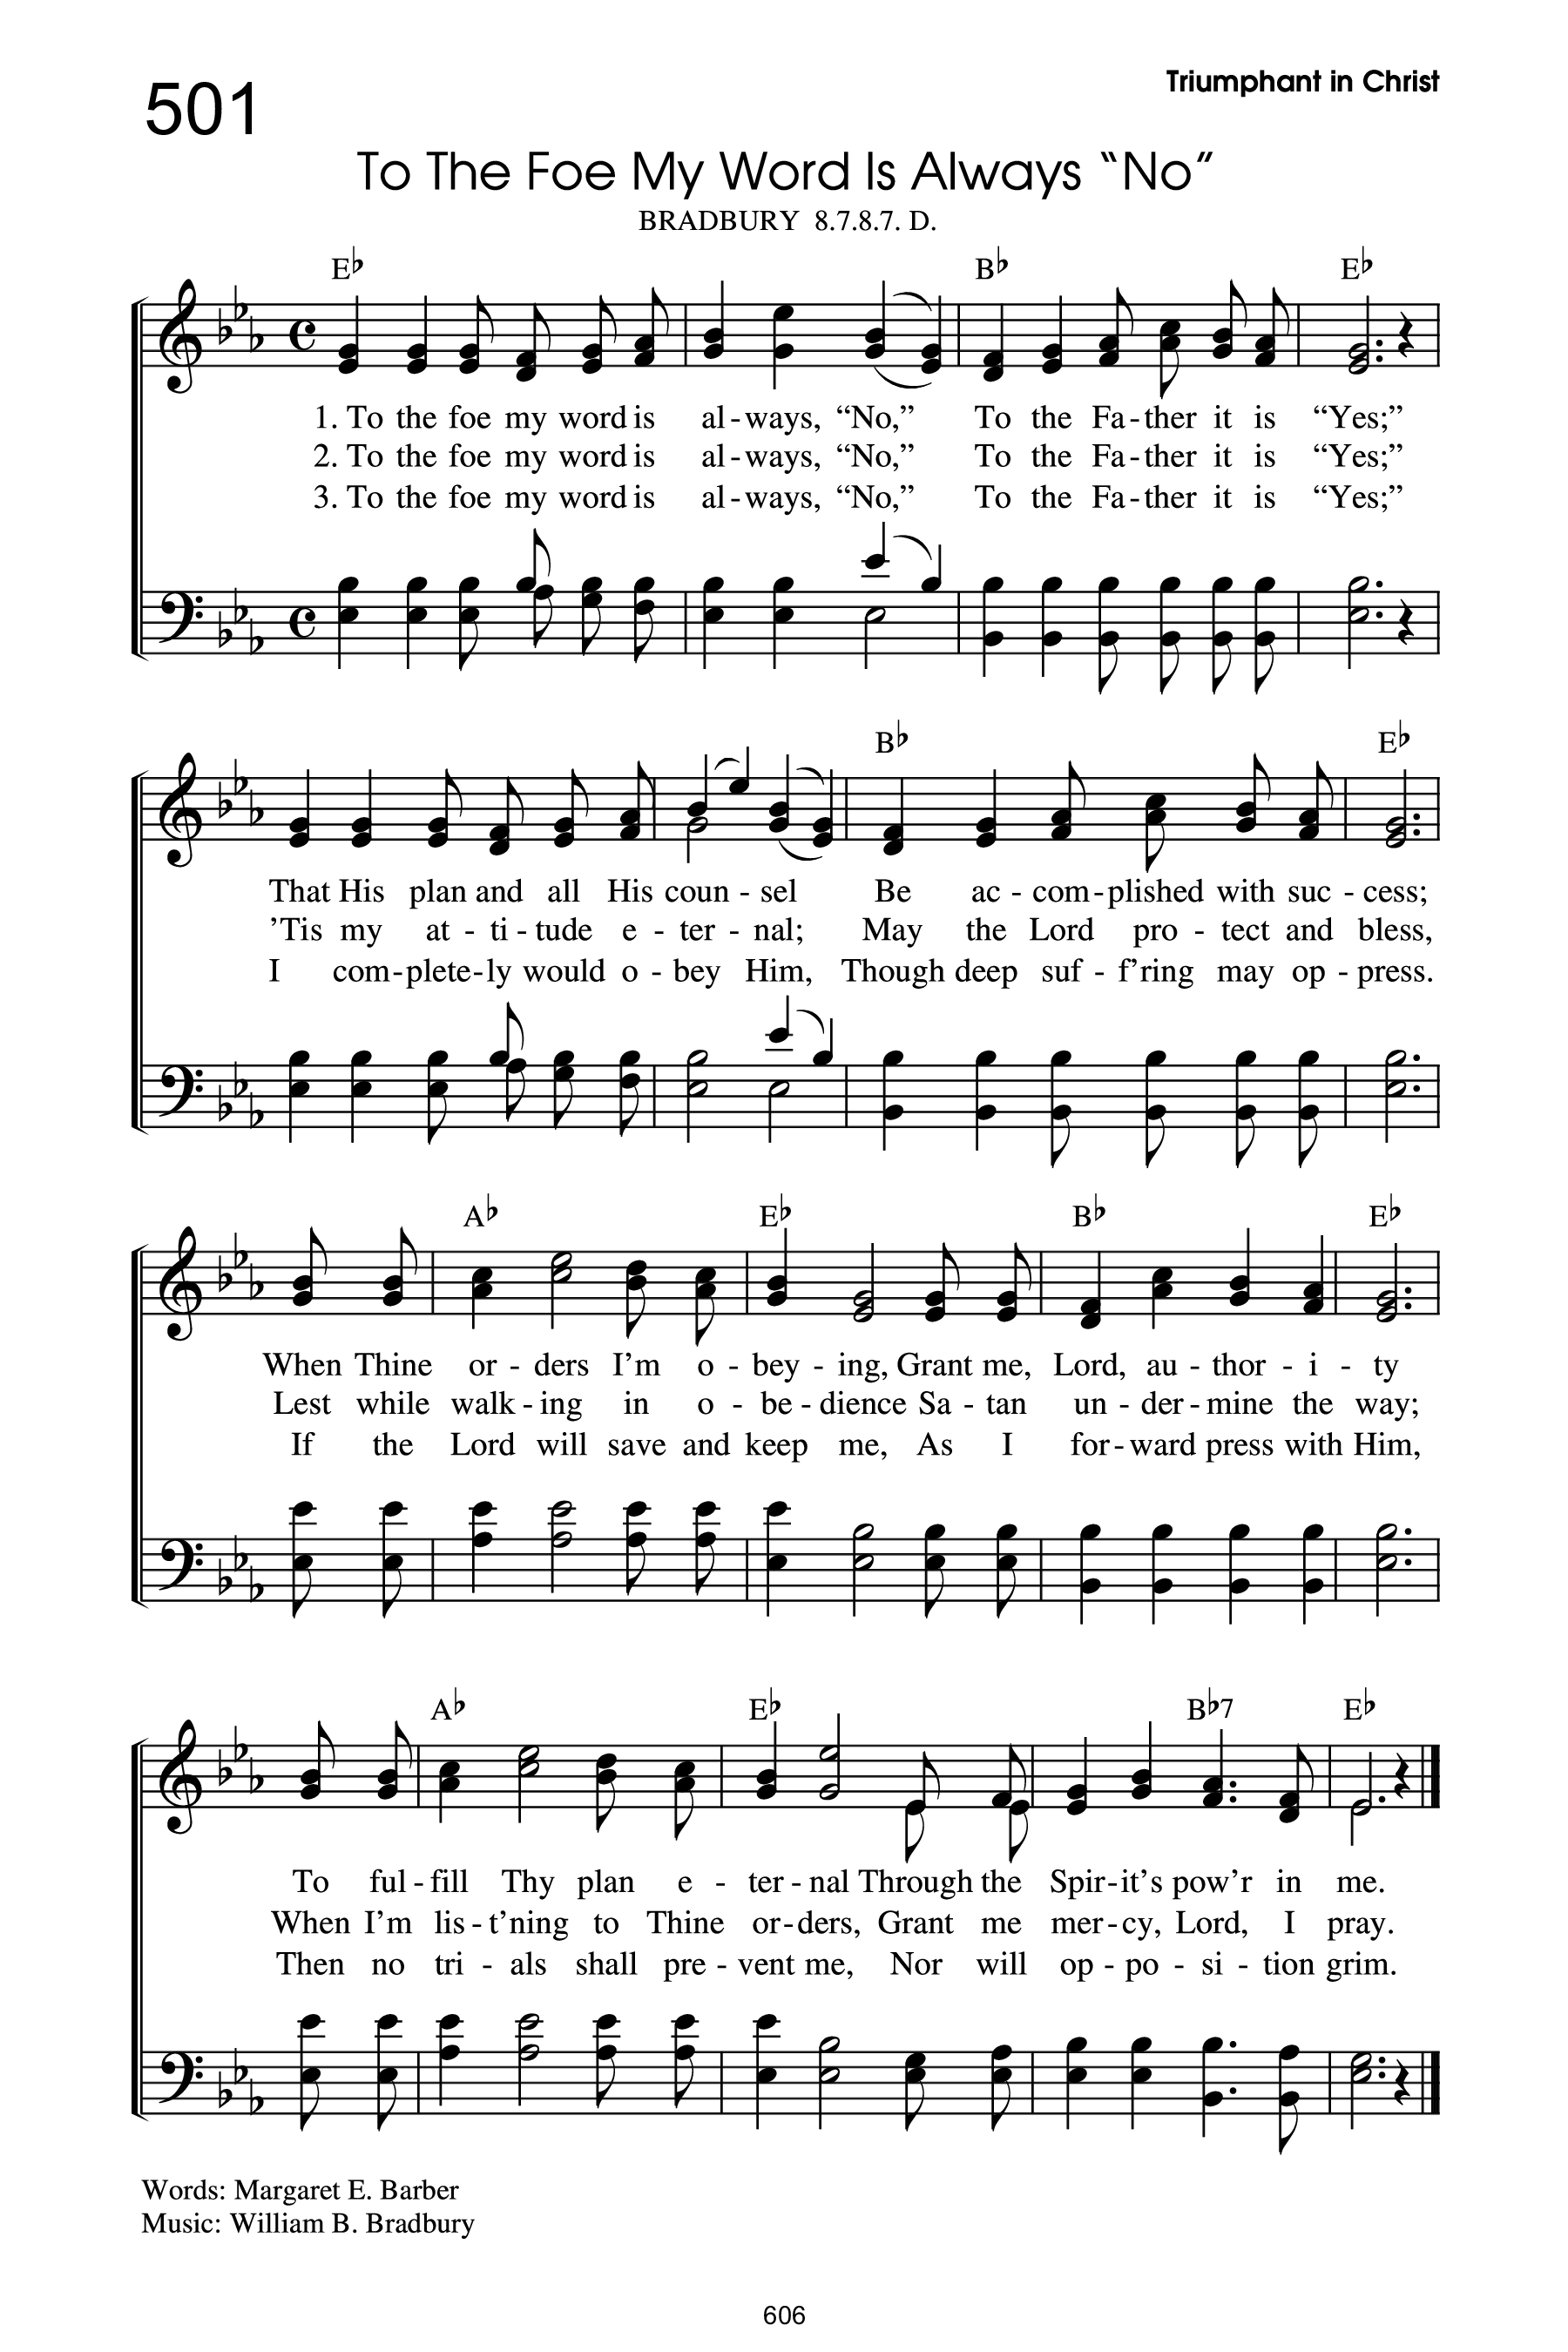 Triumphant in Christ
501
To The Foe My Word Is Always “No”
BRADBURY 8.7.8.7. D.
E♭ B♭ E♭
1. To the foe my word is al - ways, “No,” To the Fa - ther it is “Yes;”
2. To the foe my word is al - ways, “No,” To the Fa - ther it is “Yes;”
3. To the foe my word is al - ways, “No,” To the Fa - ther it is “Yes;”
B♭ E♭
That His plan and all His coun - sel Be ac - com - plished with suc - cess;
’Tis my at - ti - tude e - ter - nal; May the Lord pro - tect and bless,
I com - plete - ly would o - bey Him, Though deep suf - f’ring may op - press.
A♭ E♭ B♭ E♭
When Thine or - ders I’m o - bey - ing, Grant me, Lord, au - thor - i - ty
Lest while walk - ing in o - be - dience Sa - tan un - der - mine the way;
If the Lord will save and keep me, As I for - ward press with Him,
A♭ E♭ B♭7 E♭
To ful - fill Thy plan e - ter - nal Through the Spir - it’s pow’r in me.
When I’m lis - t’ning to Thine or - ders, Grant me mer - cy, Lord, I pray.
Then no tri - als shall pre - vent me, Nor will op - po - si - tion grim.
Words: Margaret E. Barber
Music: William B. Bradbury
606